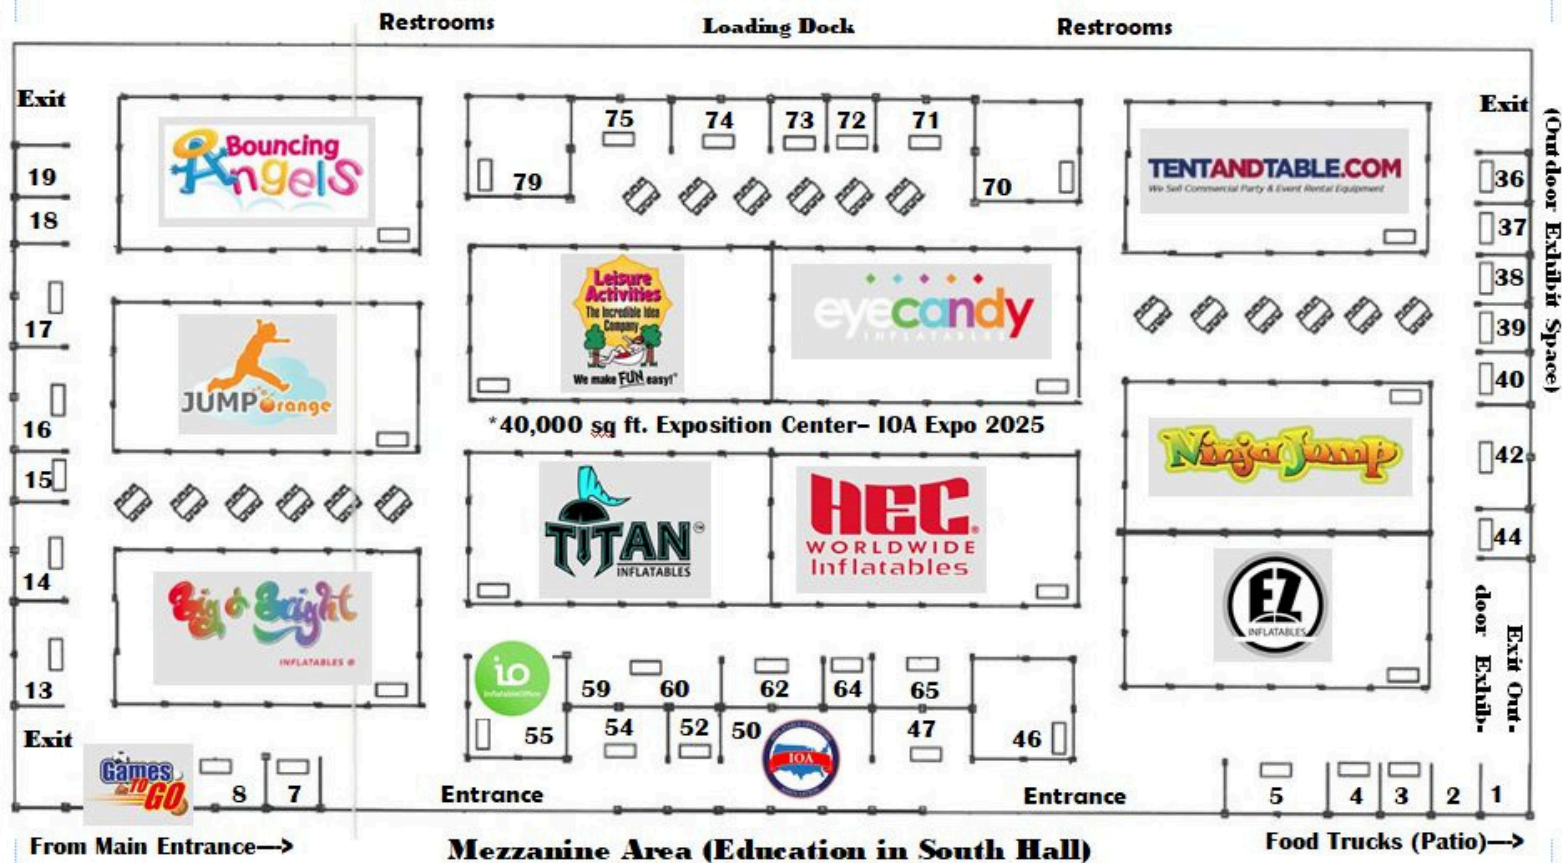 Restrooms
Loading Dock
Restrooms
Exit
Exit
(Outdoor Exhibit Space)
Bouncing
Angels
75
74
73
72
71
79
70
TENTANDTABLE.COM
We Sell Commercial Party & Event Rental Equipment
19
18
17
16
15
14
13
36
37
38
39
40
42
44
JUMPOrange
Leisure
Activities
The Incredible Idea
Company
We make FUN easy!®
eyecandy
INFLATABLES
*40,000 sq ft. Exposition Center– IOA Expo 2025
NinjaJump
TITAN™
INFLATABLES
HEC®
WORLDWIDE
Inflatables
Big & Bright
INFLATABLES ®
EZ
INFLATABLES
Exit Out-
door Exhib-
io
InflatableOffice
59
60
62
64
65
55
54
52
50
47
46
IOA
Exit
Games
TO
GO
8
7
Entrance
Entrance
5
4
3
2
1
From Main Entrance—>
Mezzanine Area (Education in South Hall)
Food Trucks (Patio)—>